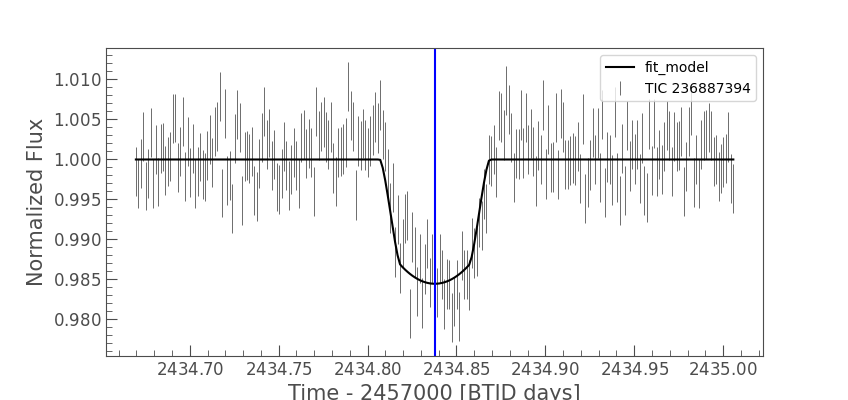 fit_model
TIC 236887394
1.010
1.005
1.000
0.995
0.990
0.985
0.980
Normalized Flux
2434.70 2434.75 2434.80 2434.85 2434.90 2434.95 2435.00
Time - 2457000 [BTJD days]